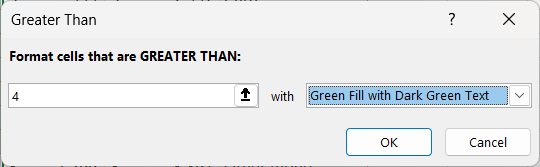 Greater Than ?
Format cells that are GREATER THAN:
4 with Green Fill with Dark Green Text
OK Cancel